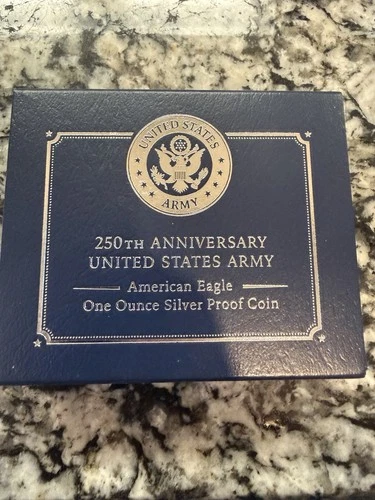 UNITED STATES
ARMY
250TH ANNIVERSARY
UNITED STATES ARMY
American Eagle
One Ounce Silver Proof Coin